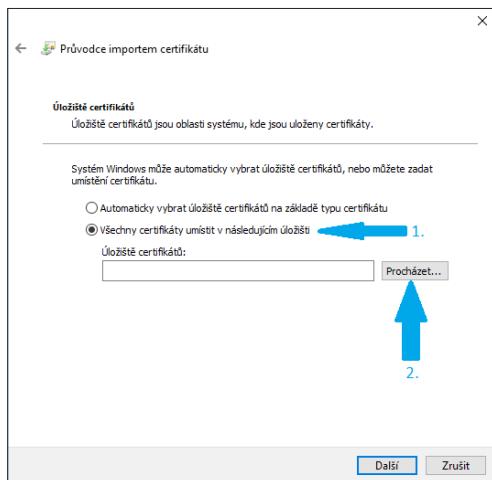 Průvodce importem certifikátu
Úložiště certifikátů
Úložiště certifikátů jsou oblasti systému, kde jsou uloženy certifikáty.
Systém Windows může automaticky vybrat úložiště certifikátů, nebo můžete zadat
umístění certifikátu.
Automaticky vybrat úložiště certifikátů na základě typu certifikátu
Všechny certifikáty umístit v následujícím úložišti
1.
Úložiště certifikátů:
Procházet...
2.
Další
Zrušit